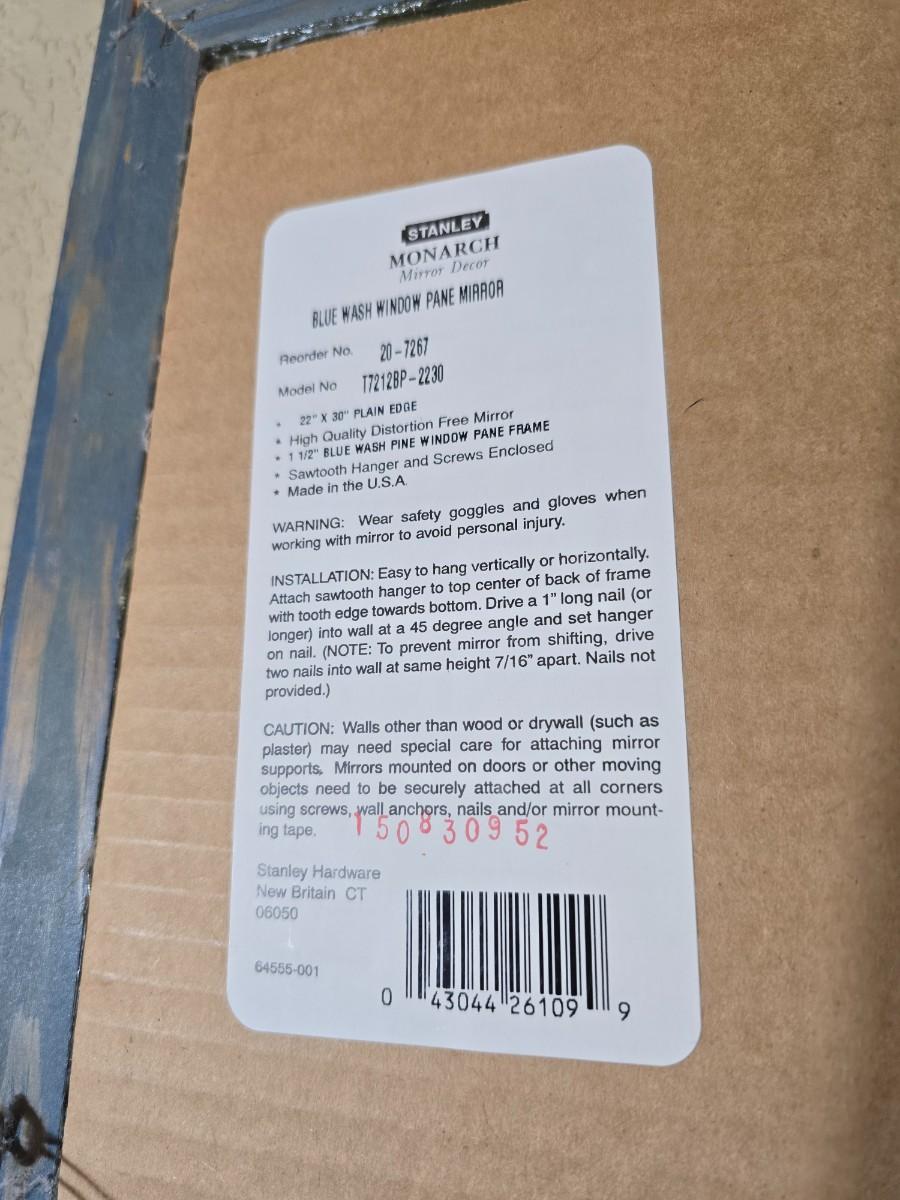 STANLEY
MONARCH
Mirror Decor
BLUE WASH WINDOW PANE MIRROR
Reorder No. 20-7267
Model No T7212BP-2230
* 22" X 30" PLAIN EDGE
* High Quality Distortion Free Mirror
* 1 1/2" BLUE WASH PINE WINDOW PANE FRAME
* Sawtooth Hanger and Screws Enclosed
* Made in the U.S.A.
WARNING: Wear safety goggles and gloves when
working with mirror to avoid personal injury.
INSTALLATION: Easy to hang vertically or horizontally.
Attach sawtooth hanger to top center of back of frame
with tooth edge towards bottom. Drive a 1" long nail (or
longer) into wall at a 45 degree angle and set hanger
on nail. (NOTE: To prevent mirror from shifting, drive
two nails into wall at same height 7/16" apart. Nails not
provided.)
CAUTION: Walls other than wood or drywall (such as
plaster) may need special care for attaching mirror
supports. Mirrors mounted on doors or other moving
objects need to be securely attached at all corners
using screws, wall anchors, nails and/or mirror mount-
ing tape.
150830952
Stanley Hardware
New Britain CT
06050
64555-001
0 43044 26109 9